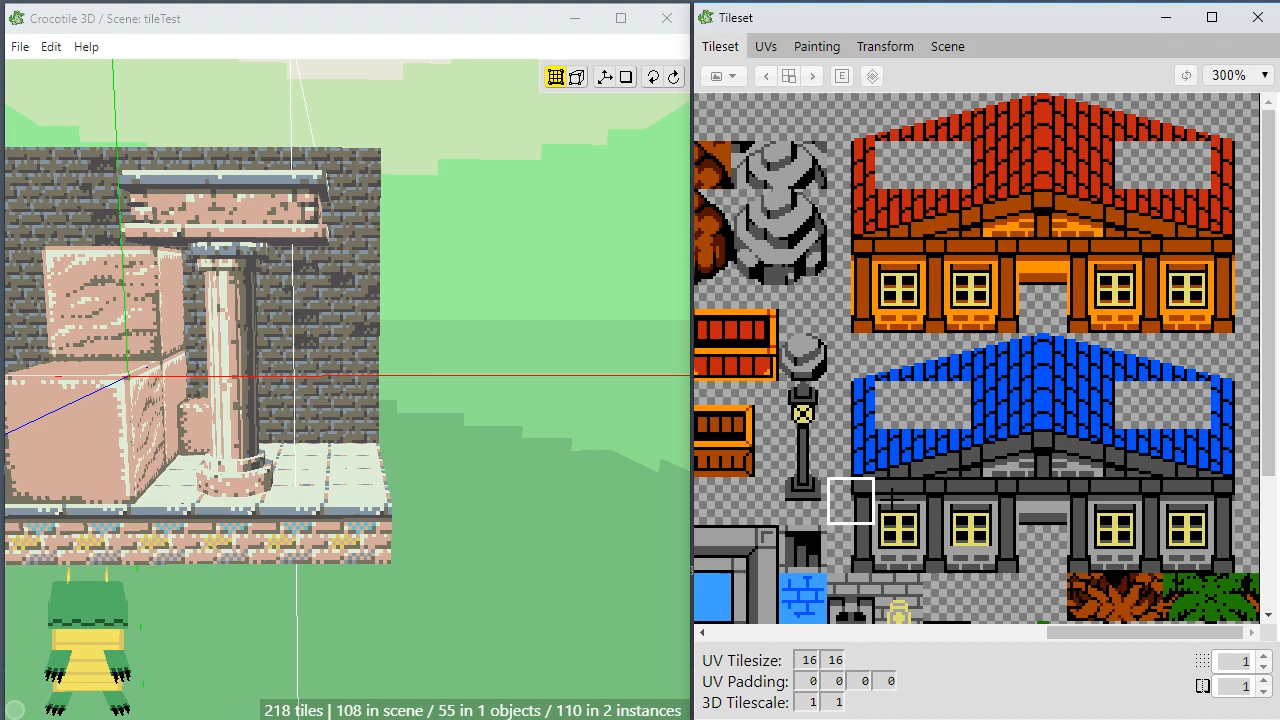 Crocotile 3D / Scene: tileTest
File Edit Help
218 tiles | 108 in scene / 55 in 1 objects / 110 in 2 instances
Tileset
Tileset UVs Painting Transform Scene
E 300%
UV Tilesize: 16 16
UV Padding: 0 0 0 0
3D Tilescale: 1 1
1
1